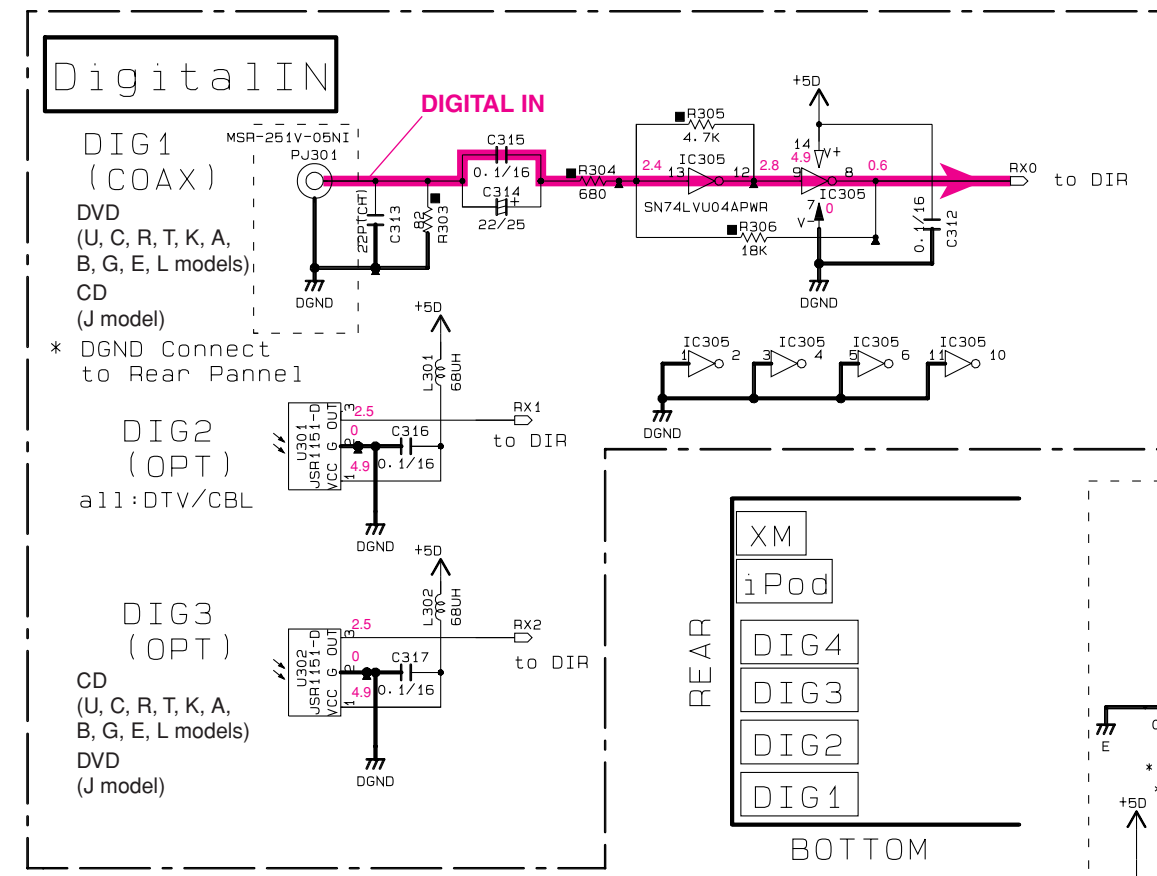 DigitalIN
DIGITAL IN
DIG1
(COAX)
DVD
(U, C, R, T, K, A,
B, G, E, L models)
CD
(J model)
* DGND Connect
to Rear Pannel
MSR-251V-05NI
PJ301
22P(CH)
C313
82
R303
DGND
C315
0.1/16
C314
+
22/25
R304
680
2.4
R305
4.7K
IC305
13
12
2.8
SN74LVU04APWR
R306
18K
+5D
14
V+
4.9
9
8
0.6
IC305
7
0
V-
DGND
0.1/16
C312
RX0
to DIR
IC305
1
2
IC305
3
4
IC305
5
6
IC305
11
10
DGND
DIG2
(OPT)
all:DTV/CBL
+5D
L301
68UH
U301
JSR1151-D
VCC G OUT
1 2 3
2.5
0
4.9
C316
0.1/16
DGND
RX1
to DIR
DIG3
(OPT)
CD
(U, C, R, T, K, A,
B, G, E, L models)
DVD
(J model)
+5D
L302
68UH
U302
JSR1151-D
VCC G OUT
1 2 3
2.5
0
4.9
C317
0.1/16
DGND
RX2
to DIR
REAR
XM
iPod
DIG4
DIG3
DIG2
DIG1
BOTTOM
E
*
+5D